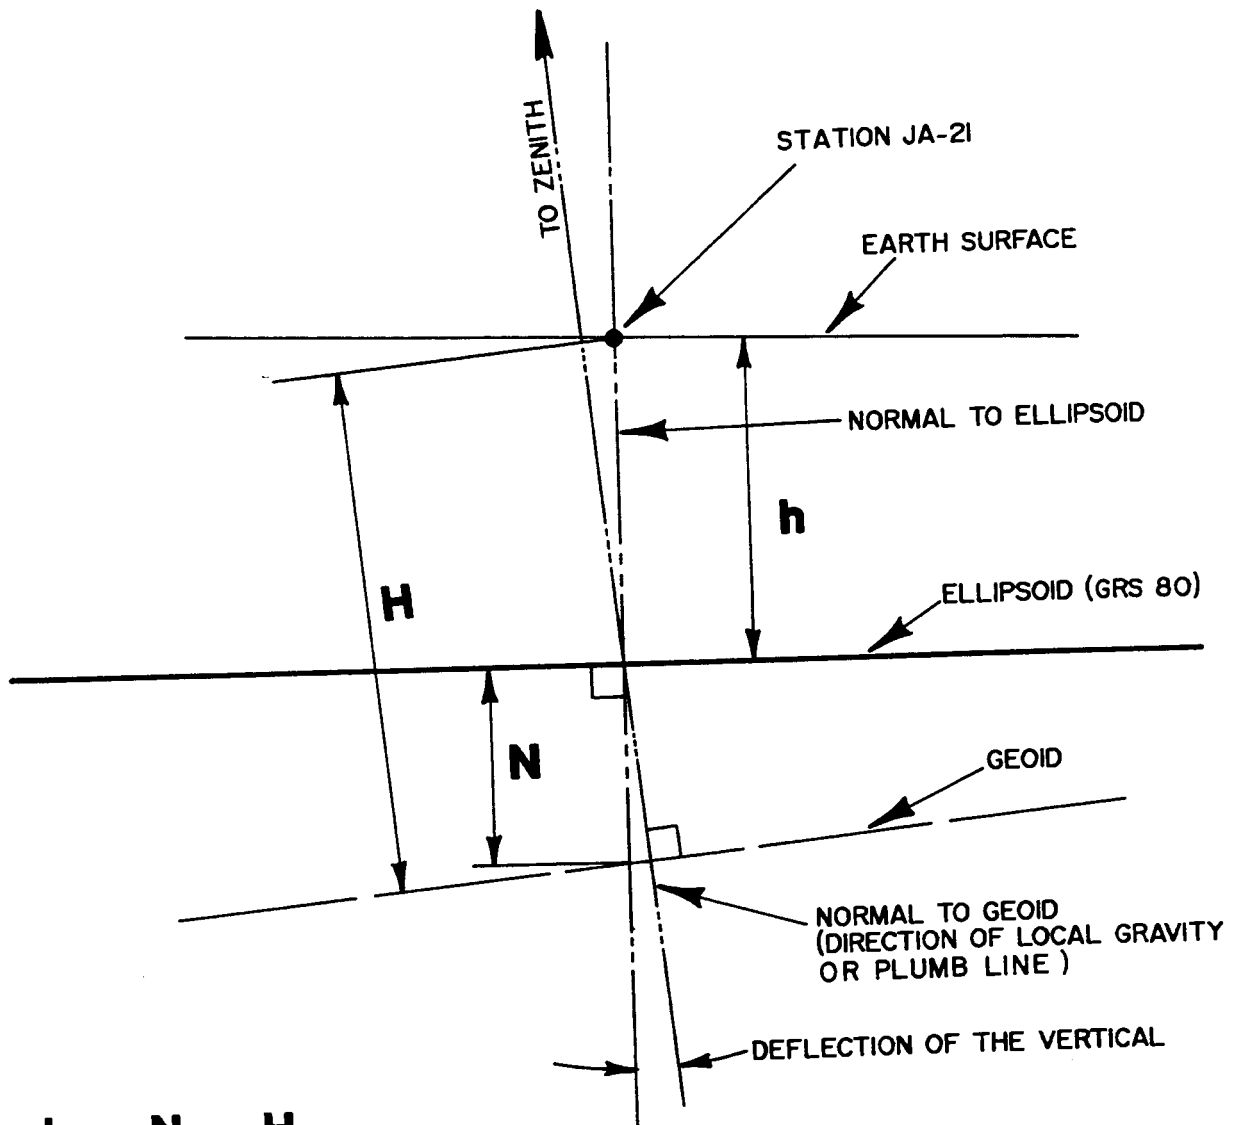 TO ZENITH
STATION JA-21
EARTH SURFACE
NORMAL TO ELLIPSOID
h
H
ELLIPSOID (GRS 80)
N
GEOID
NORMAL TO GEOID
(DIRECTION OF LOCAL GRAVITY
OR PLUMB LINE)
DEFLECTION OF THE VERTICAL
N H